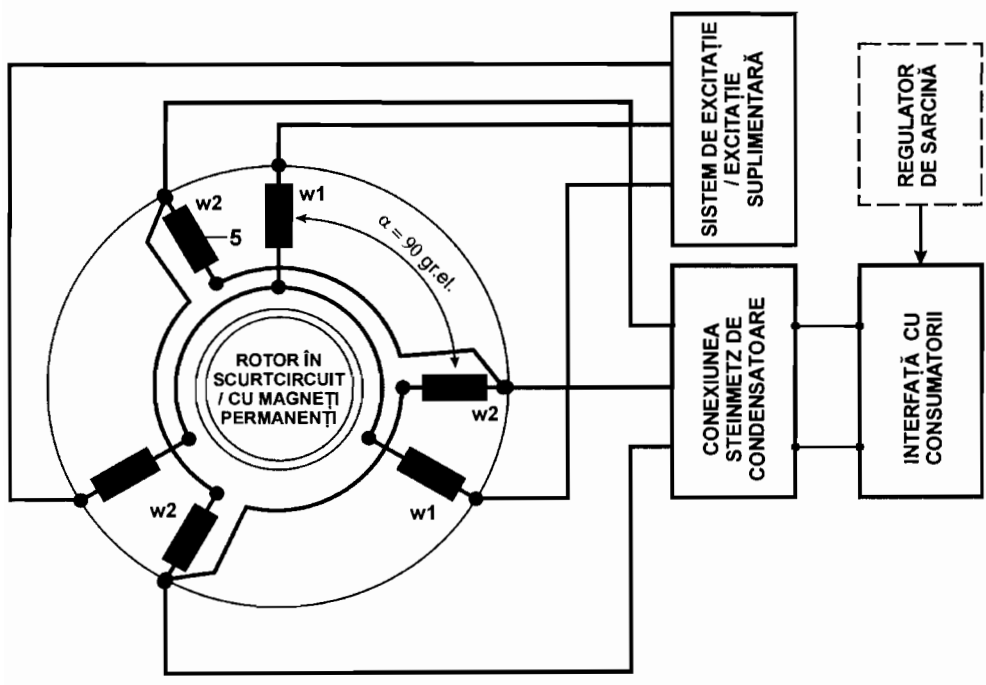 SISTEM DE EXCITAȚIE
/ EXCITAȚIE
SUPLIMENTARĂ
REGULATOR
DE SARCINĂ
w1
w2
5
α = 90 gr.el.
ROTOR ÎN
SCURTCIRCUIT
/ CU MAGNEȚI
PERMANENȚI
w2
CONEXIUNEA
STEINMETZ DE
CONDENSATOARE
INTERFAȚĂ CU
CONSUMATORII
w2
w1